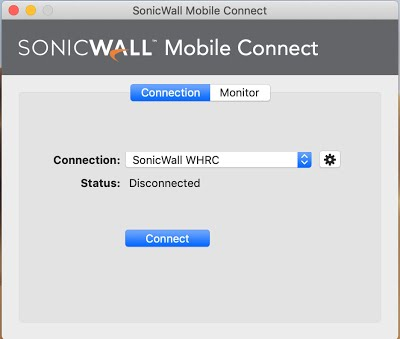 SonicWall Mobile Connect
SONICWALL™ Mobile Connect
Connection Monitor
Connection: SonicWall WHRC
Status: Disconnected
Connect